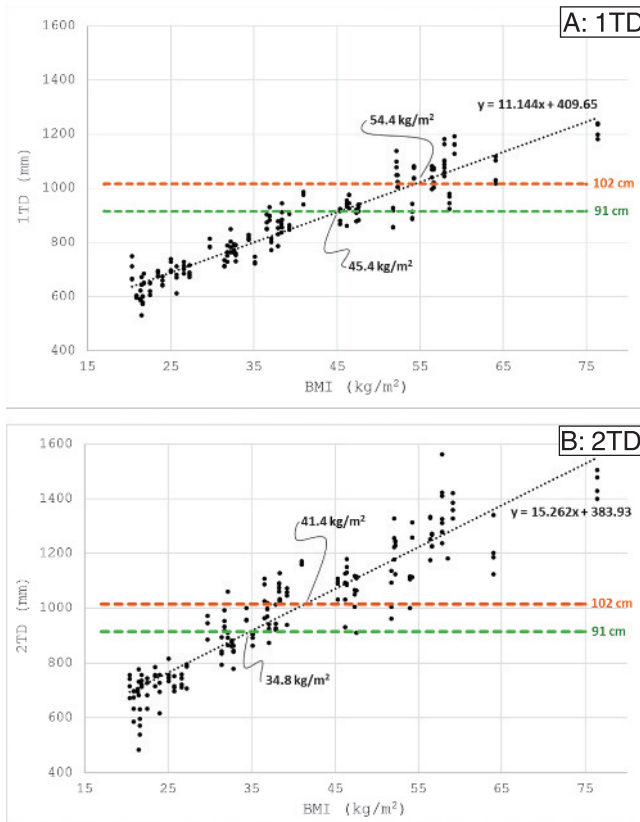 A: 1TD
1600
1400
1200
1000
800
600
400
1TD (mm)
54.4 kg/m²
y = 11.144x + 409.65
102 cm
91 cm
45.4 kg/m²
15 25 35 45 55 65 75
BMI (kg/m²)
B: 2TD
1600
1400
1200
1000
800
600
400
2TD (mm)
41.4 kg/m²
y = 15.262x + 383.93
102 cm
91 cm
34.8 kg/m²
15 25 35 45 55 65 75
BMI (kg/m²)